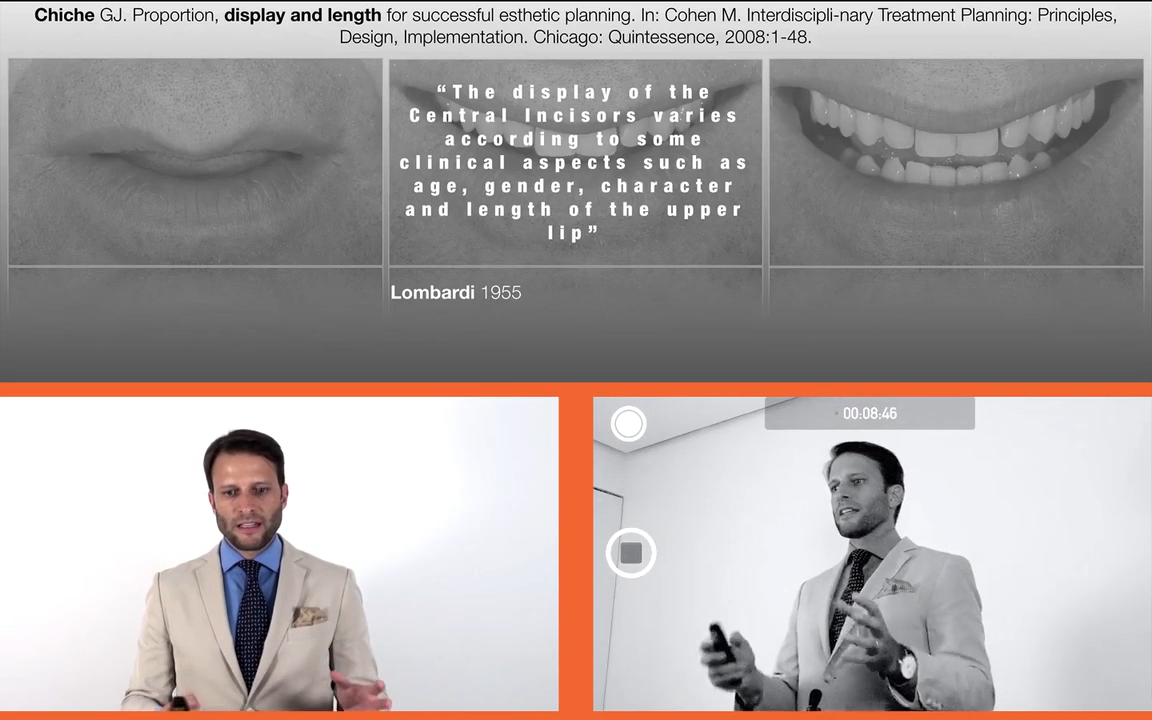 Chiche GJ. Proportion, display and length for successful esthetic planning. In: Cohen M. Interdiscipli-nary Treatment Planning: Principles,
Design, Implementation. Chicago: Quintessence, 2008:1-48.
“The display of the
Central Incisors varies
according to some
clinical aspects such as
age, gender, character
and length of the upper
lip”
Lombardi 1955
00:08:46